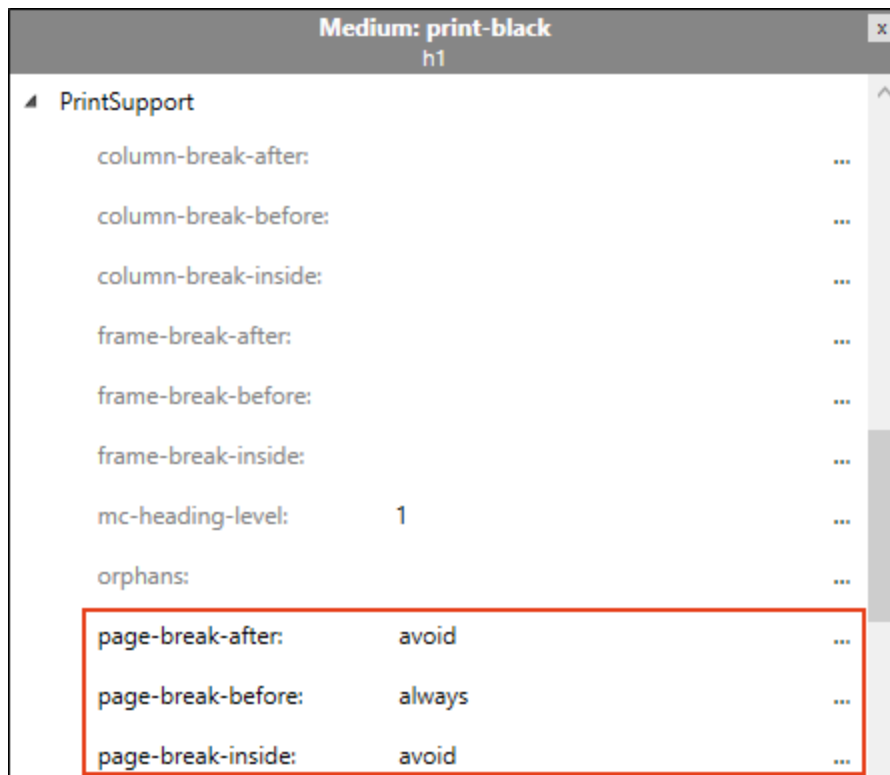 Medium: print-black
x
h1
PrintSupport
column-break-after: ...
column-break-before: ...
column-break-inside: ...
frame-break-after: ...
frame-break-before: ...
frame-break-inside: ...
mc-heading-level: 1 ...
orphans: ...
page-break-after: avoid ...
page-break-before: always ...
page-break-inside: avoid ...